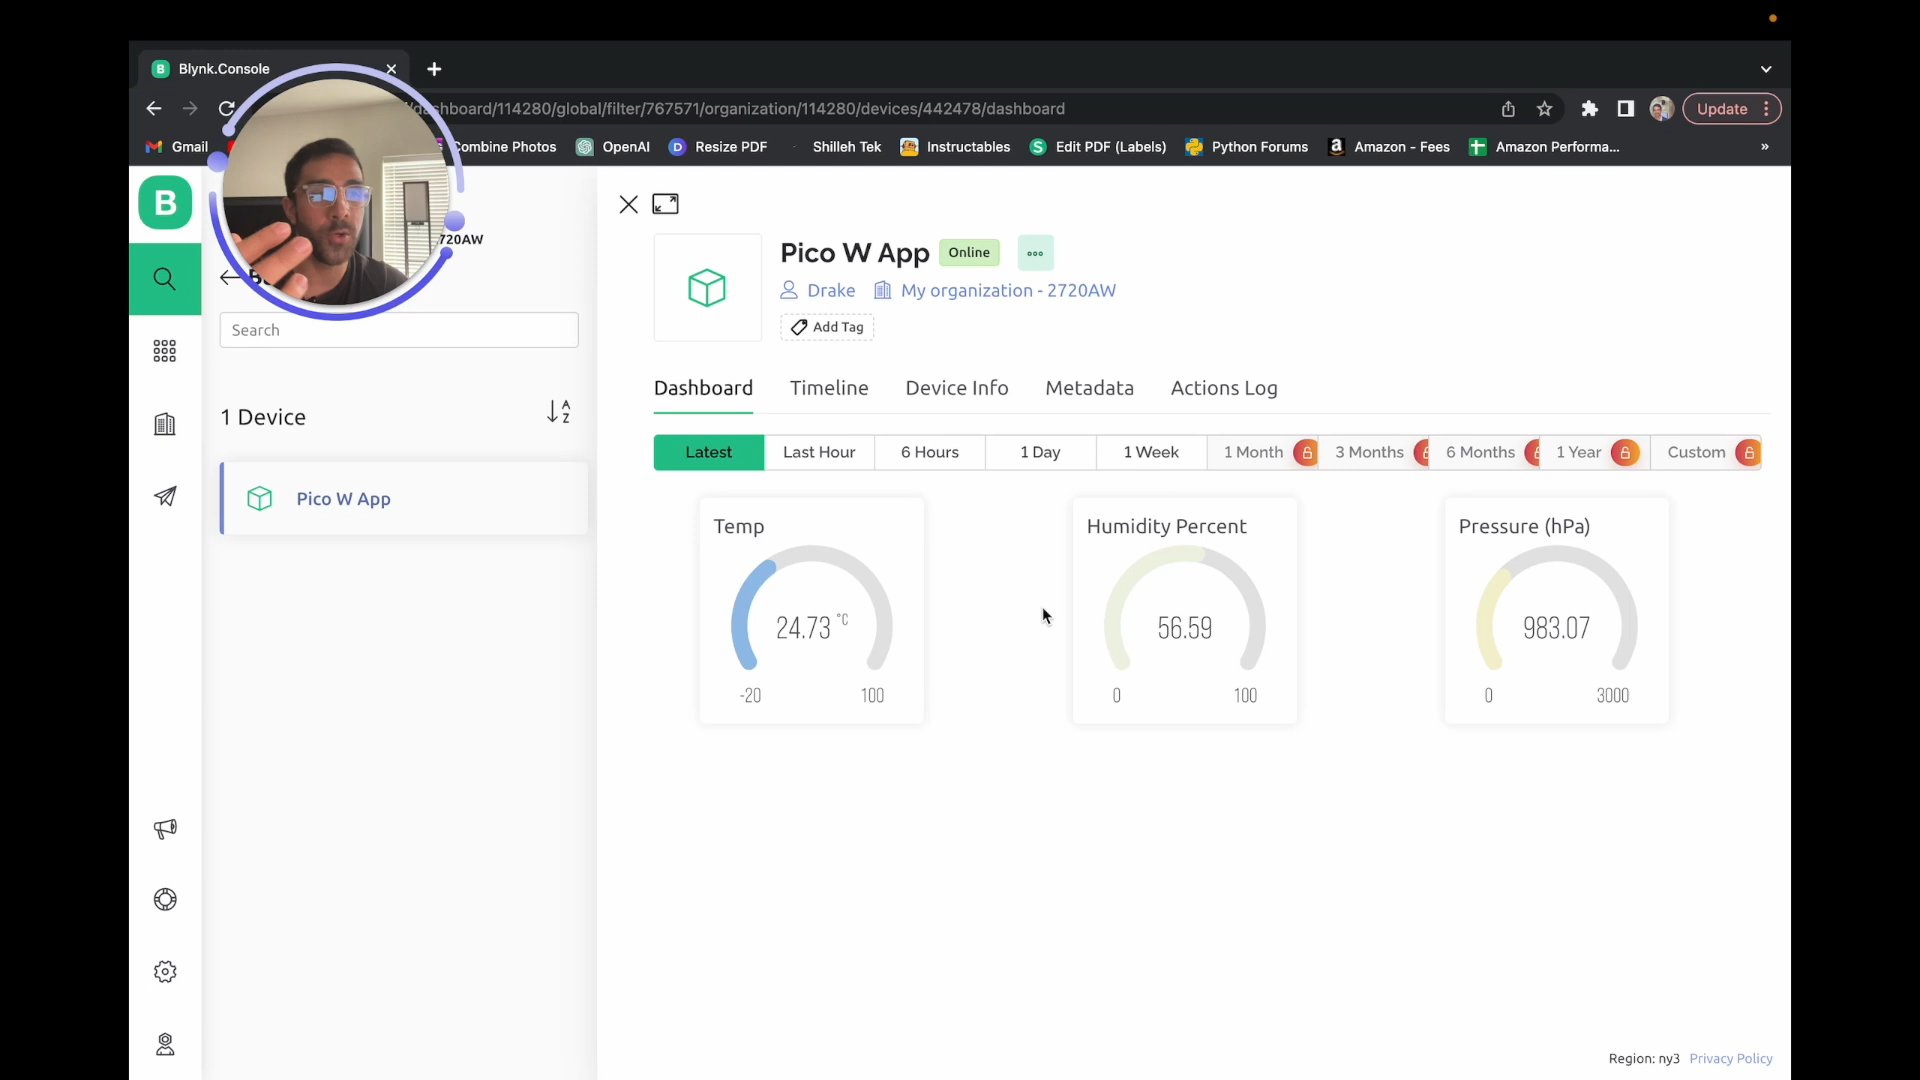 Blynk.Console
dashboard/114280/global/filter/767571/organization/114280/devices/442478/dashboard
Update
Gmail
Combine Photos
OpenAI
Resize PDF
Shilleh Tek
Instructables
Edit PDF (Labels)
Python Forums
Amazon - Fees
Amazon Performa...
»
B
720AW
Search
1 Device
A
Z
Pico W App
Pico W App
Online
Drake
My organization - 2720AW
Add Tag
Dashboard
Timeline
Device Info
Metadata
Actions Log
Latest
Last Hour
6 Hours
1 Day
1 Week
1 Month
3 Months
6 Months
1 Year
Custom
Temp
24.73 °C
-20
100
Humidity Percent
56.59
0
100
Pressure (hPa)
983.07
0
3000
Region: ny3
Privacy Policy